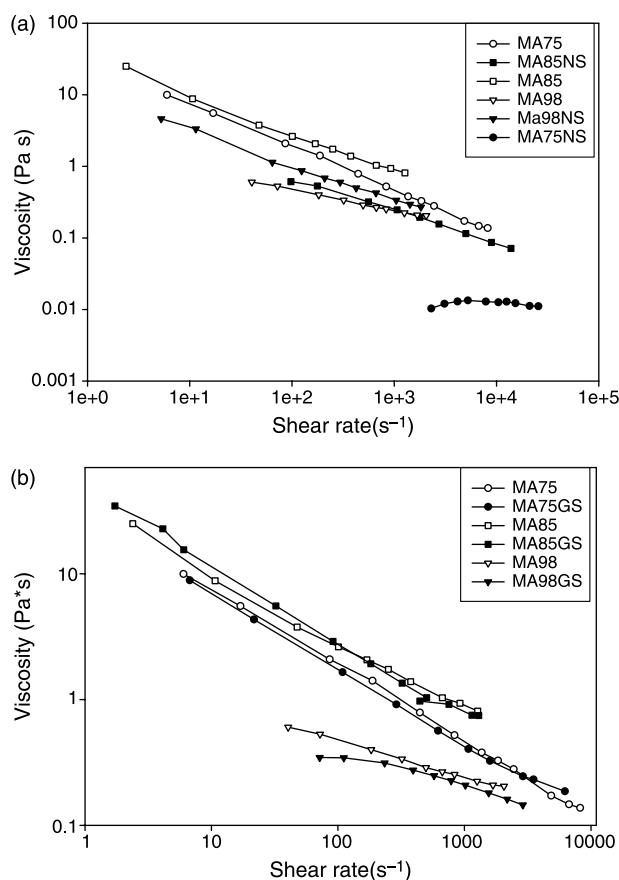 (a)
100
10
1
0.1
0.01
0.001
Viscosity (Pa s)
1e+0 1e+1 1e+2 1e+3 1e+4 1e+5
Shear rate(s⁻¹)
MA75
MA85NS
MA85
MA98
Ma98NS
MA75NS
(b)
10
1
0.1
Viscosity (Pa*s)
1 10 100 1000 10000
Shear rate(s⁻¹)
MA75
MA75GS
MA85
MA85GS
MA98
MA98GS